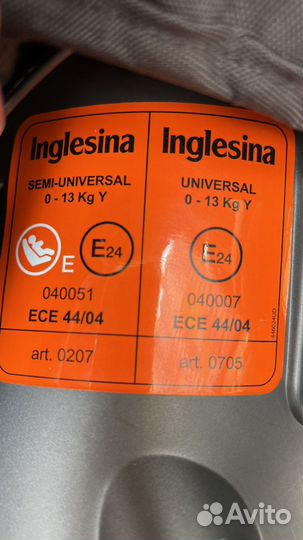 Inglesina
SEMI-UNIVERSAL
0 - 13 Kg Y
E
E24
040051
ECE 44/04
art. 0207
Inglesina
UNIVERSAL
0 - 13 Kg Y
E24
040007
ECE 44/04
art. 0705
Avito